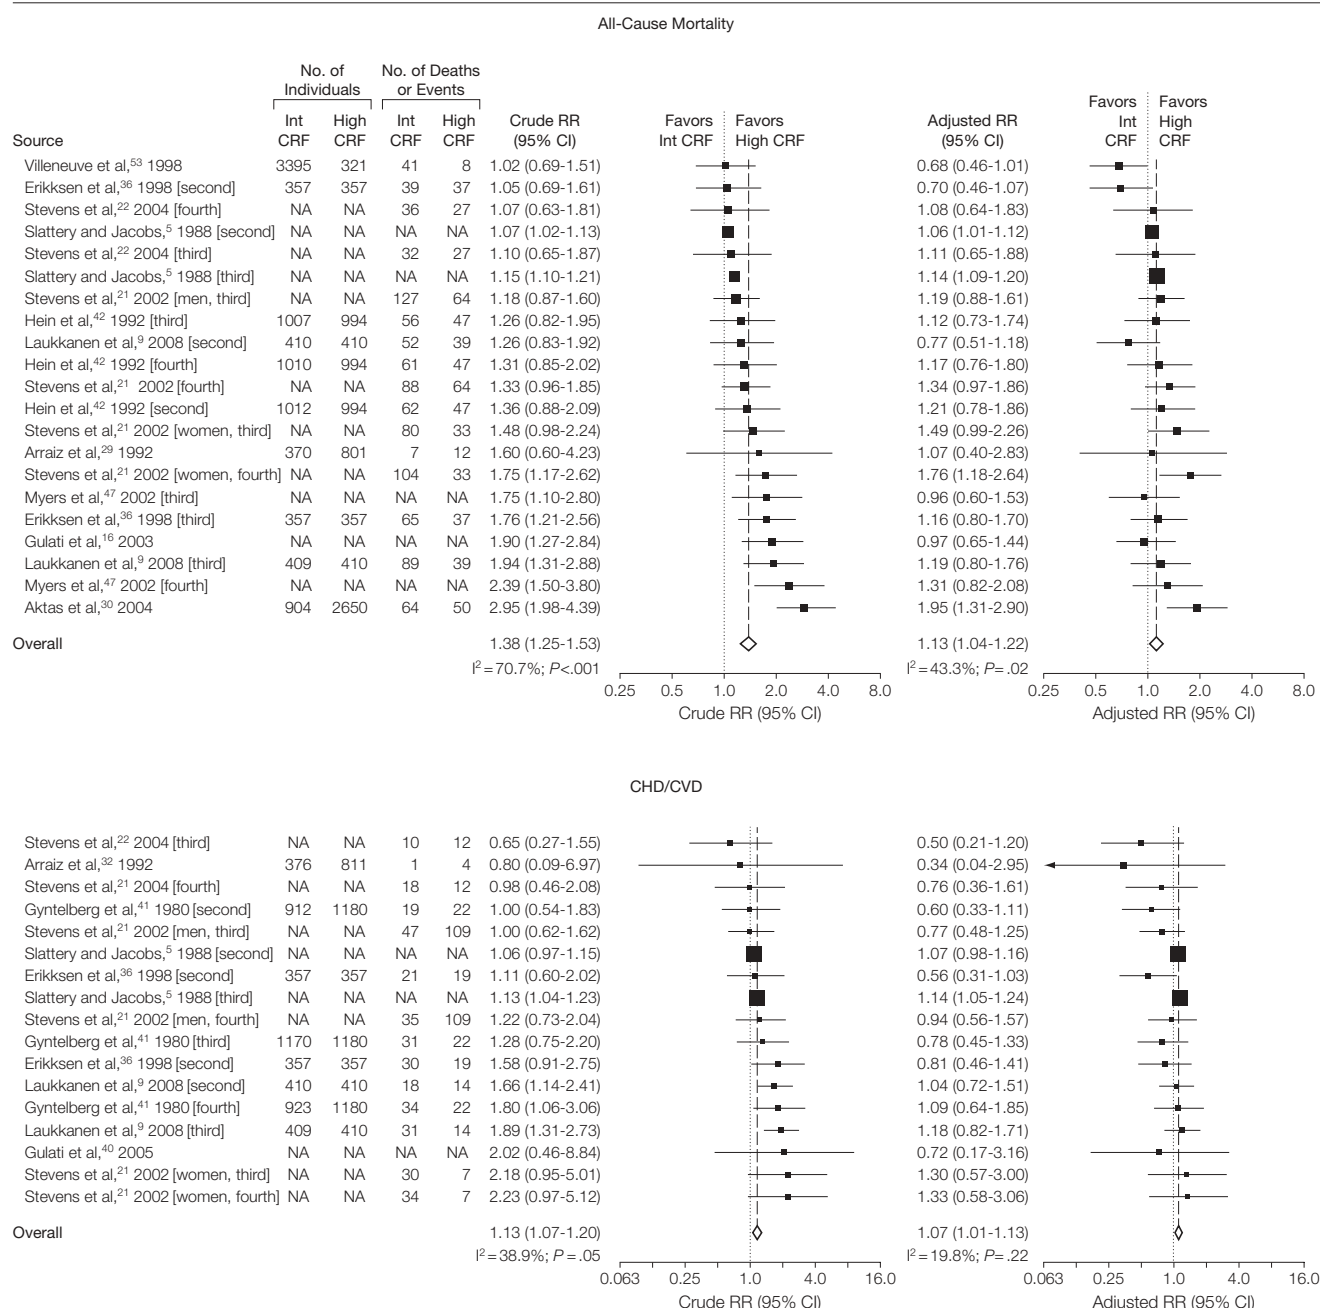 All-Cause Mortality
No. of Individuals No. of Deaths or Events
Source Int CRF High CRF Int CRF High CRF Crude RR (95% CI) Favors Int CRF Favors High CRF Adjusted RR (95% CI) Favors Int CRF Favors High CRF
Villeneuve et al,53 1998 3395 321 41 8 1.02 (0.69-1.51) 0.68 (0.46-1.01)
Erikksen et al,36 1998 [second] 357 357 39 37 1.05 (0.69-1.61) 0.70 (0.46-1.07)
Stevens et al,22 2004 [fourth] NA NA 36 27 1.07 (0.63-1.81) 1.08 (0.64-1.83)
Slattery and Jacobs,5 1988 [second] NA NA NA NA 1.07 (1.02-1.13) 1.06 (1.01-1.12)
Stevens et al,22 2004 [third] NA NA 32 27 1.10 (0.65-1.87) 1.11 (0.65-1.88)
Slattery and Jacobs,5 1988 [third] NA NA NA NA 1.15 (1.10-1.21) 1.14 (1.09-1.20)
Stevens et al,21 2002 [men, third] NA NA 127 64 1.18 (0.87-1.60) 1.19 (0.88-1.61)
Hein et al,42 1992 [third] 1007 994 56 47 1.26 (0.82-1.95) 1.12 (0.73-1.74)
Laukkanen et al,9 2008 [second] 410 410 52 39 1.26 (0.83-1.92) 0.77 (0.51-1.18)
Hein et al,42 1992 [fourth] 1010 994 61 47 1.31 (0.85-2.02) 1.17 (0.76-1.80)
Stevens et al,21 2002 [fourth] NA NA 88 64 1.33 (0.96-1.85) 1.34 (0.97-1.86)
Hein et al,42 1992 [second] 1012 994 62 47 1.36 (0.88-2.09) 1.21 (0.78-1.86)
Stevens et al,21 2002 [women, third] NA NA 80 33 1.48 (0.98-2.24) 1.49 (0.99-2.26)
Arraiz et al,29 1992 370 801 7 12 1.60 (0.60-4.23) 1.07 (0.40-2.83)
Stevens et al,21 2002 [women, fourth] NA NA 104 33 1.75 (1.17-2.62) 1.76 (1.18-2.64)
Myers et al,47 2002 [third] NA NA NA NA 1.75 (1.10-2.80) 0.96 (0.60-1.53)
Erikksen et al,36 1998 [third] 357 357 65 37 1.76 (1.21-2.56) 1.16 (0.80-1.70)
Gulati et al,16 2003 NA NA NA NA 1.90 (1.27-2.84) 0.97 (0.65-1.44)
Laukkanen et al,9 2008 [third] 409 410 89 39 1.94 (1.31-2.88) 1.19 (0.80-1.76)
Myers et al,47 2002 [fourth] NA NA NA NA 2.39 (1.50-3.80) 1.31 (0.82-2.08)
Aktas et al,30 2004 904 2650 64 50 2.95 (1.98-4.39) 1.95 (1.31-2.90)
Overall 1.38 (1.25-1.53) 1.13 (1.04-1.22)
I2=70.7%; P<.001 I2=43.3%; P=.02
0.25 0.5 1.0 2.0 4.0 8.0 0.25 0.5 1.0 2.0 4.0 8.0
Crude RR (95% CI) Adjusted RR (95% CI)
CHD/CVD
Stevens et al,22 2004 [third] NA NA 10 12 0.65 (0.27-1.55) 0.50 (0.21-1.20)
Arraiz et al,32 1992 376 811 1 4 0.80 (0.09-6.97) 0.34 (0.04-2.95)
Stevens et al,21 2004 [fourth] NA NA 18 12 0.98 (0.46-2.08) 0.76 (0.36-1.61)
Gyntelberg et al,41 1980 [second] 912 1180 19 22 1.00 (0.54-1.83) 0.60 (0.33-1.11)
Stevens et al,21 2002 [men, third] NA NA 47 109 1.00 (0.62-1.62) 0.77 (0.48-1.25)
Slattery and Jacobs,5 1988 [second] NA NA NA NA 1.06 (0.97-1.15) 1.07 (0.98-1.16)
Erikksen et al,36 1998 [second] 357 357 21 19 1.11 (0.60-2.02) 0.56 (0.31-1.03)
Slattery and Jacobs,5 1988 [third] NA NA NA NA 1.13 (1.04-1.23) 1.14 (1.05-1.24)
Stevens et al,21 2002 [men, fourth] NA NA 35 109 1.22 (0.73-2.04) 0.94 (0.56-1.57)
Gyntelberg et al,41 1980 [third] 1170 1180 31 22 1.28 (0.75-2.20) 0.78 (0.45-1.33)
Erikksen et al,36 1998 [second] 357 357 30 19 1.58 (0.91-2.75) 0.81 (0.46-1.41)
Laukkanen et al,9 2008 [second] 410 410 18 14 1.66 (1.14-2.41) 1.04 (0.72-1.51)
Gyntelberg et al,41 1980 [fourth] 923 1180 34 22 1.80 (1.06-3.06) 1.09 (0.64-1.85)
Laukkanen et al,9 2008 [third] 409 410 31 14 1.89 (1.31-2.73) 1.18 (0.82-1.71)
Gulati et al,40 2005 NA NA NA NA 2.02 (0.46-8.84) 0.72 (0.17-3.16)
Stevens et al,21 2002 [women, third] NA NA 30 7 2.18 (0.95-5.01) 1.30 (0.57-3.00)
Stevens et al,21 2002 [women, fourth] NA NA 34 7 2.23 (0.97-5.12) 1.33 (0.58-3.06)
Overall 1.13 (1.07-1.20) 1.07 (1.01-1.13)
I2=38.9%; P=.05 I2=19.8%; P=.22
0.063 0.25 1.0 4.0 16.0 0.063 0.25 1.0 4.0 16.0
Crude RR (95% CI) Adjusted RR (95% CI)